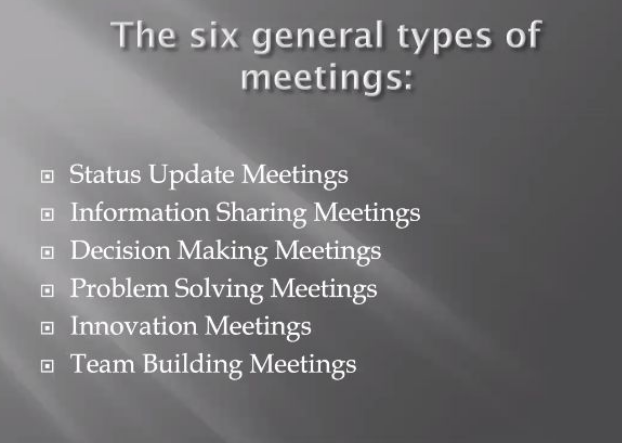 The six general types of
meetings:
Status Update Meetings
Information Sharing Meetings
Decision Making Meetings
Problem Solving Meetings
Innovation Meetings
Team Building Meetings